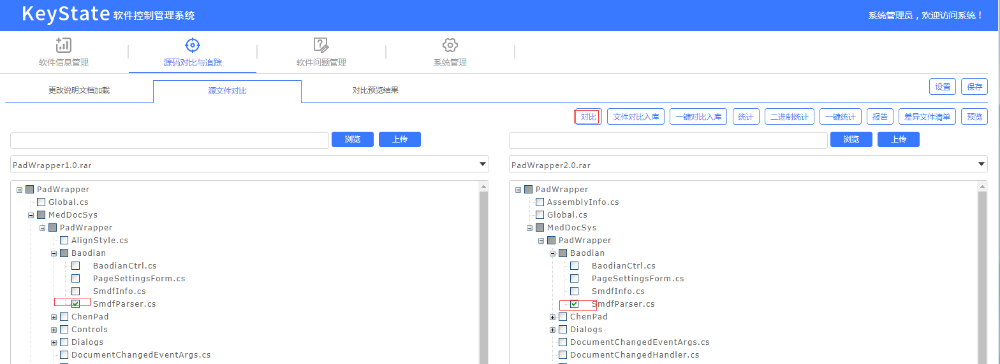 KeyState 软件控制管理系统
系统管理员，欢迎访问系统！
软件信息管理 源码对比与追踪 软件问题管理 系统管理
更改说明文档加载 源文件对比 对比预览结果 设置 保存
对比 文件对比入库 一键对比入库 统计 二进制统计 一键统计 报告 差异文件清单 预览
浏览 上传
PadWrapper1.0.rar
PadWrapper
Global.cs
MedDocSys
PadWrapper
AlignStyle.cs
Baodian
BaodianCtrl.cs
PageSettingsForm.cs
SmdfInfo.cs
SmdfParser.cs
ChenPad
Controls
Dialogs
DocumentChangedEventArgs.cs
浏览 上传
PadWrapper2.0.rar
PadWrapper
AssemblyInfo.cs
Global.cs
MedDocSys
PadWrapper
Baodian
BaodianCtrl.cs
PageSettingsForm.cs
SmdfInfo.cs
SmdfParser.cs
ChenPad
Dialogs
DocumentChangedEventArgs.cs
DocumentChangedHandler.cs